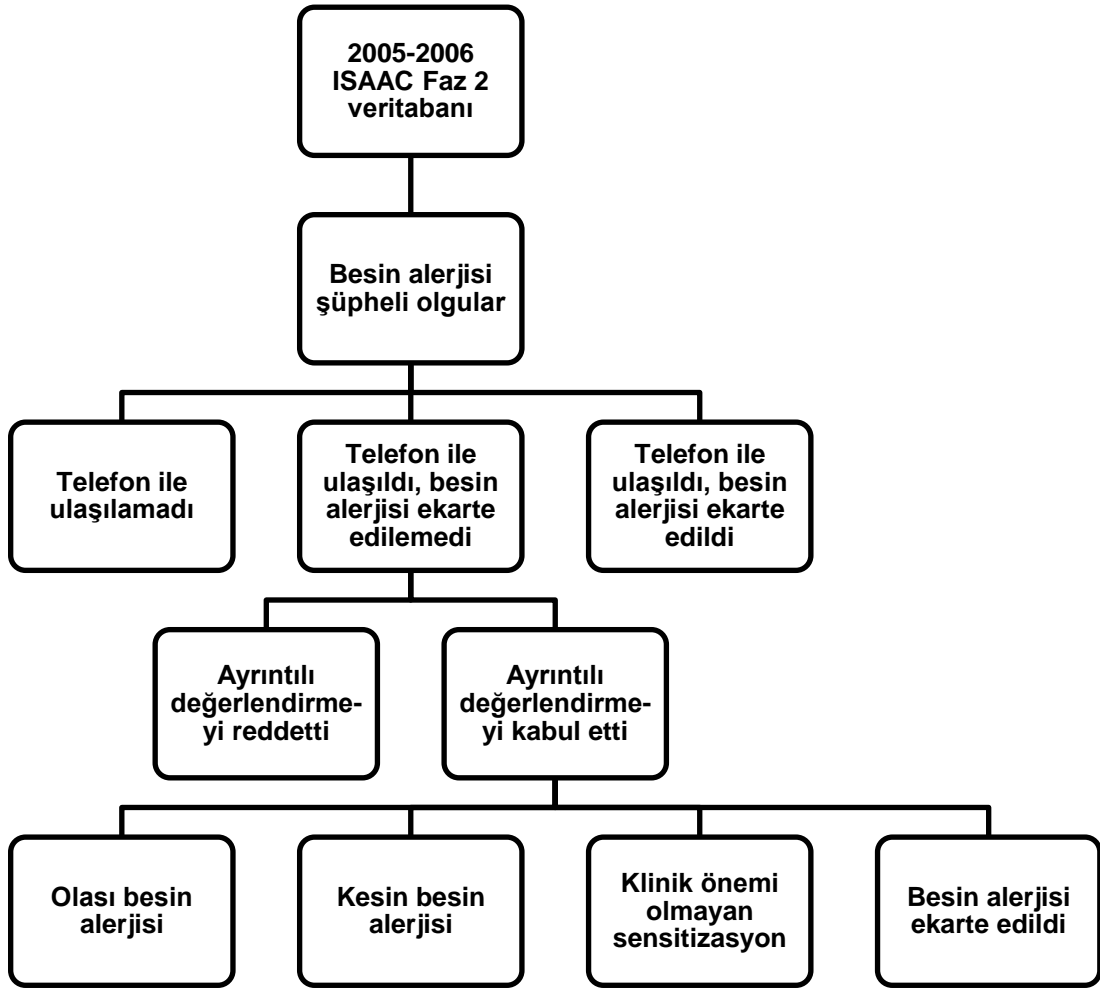 2005-2006
ISAAC Faz 2
veritabanı
Besin alerjisi
şüpheli olgular
Telefon ile
ulaşılamadı
Telefon ile
ulaşıldı, besin
alerjisi ekarte
edilemedi
Telefon ile
ulaşıldı, besin
alerjisi ekarte
edildi
Ayrıntılı
değerlendirme-
yi reddetti
Ayrıntılı
değerlendirme-
yi kabul etti
Olası besin
alerjisi
Kesin besin
alerjisi
Klinik önemi
olmayan
sensitizasyon
Besin alerjisi
ekarte edildi